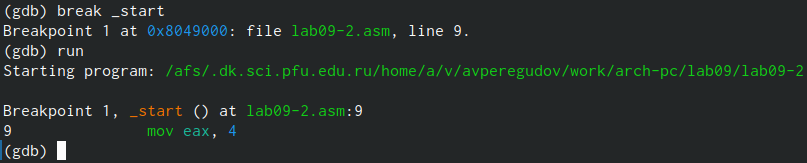 (gdb) break _start
Breakpoint 1 at 0x8049000: file lab09-2.asm, line 9.
(gdb) run
Starting program: /afs/.dk.sci.pfu.edu.ru/home/a/v/avperegudov/work/arch-pc/lab09/lab09-2
Breakpoint 1, _start () at lab09-2.asm:9
9               mov eax, 4
(gdb)